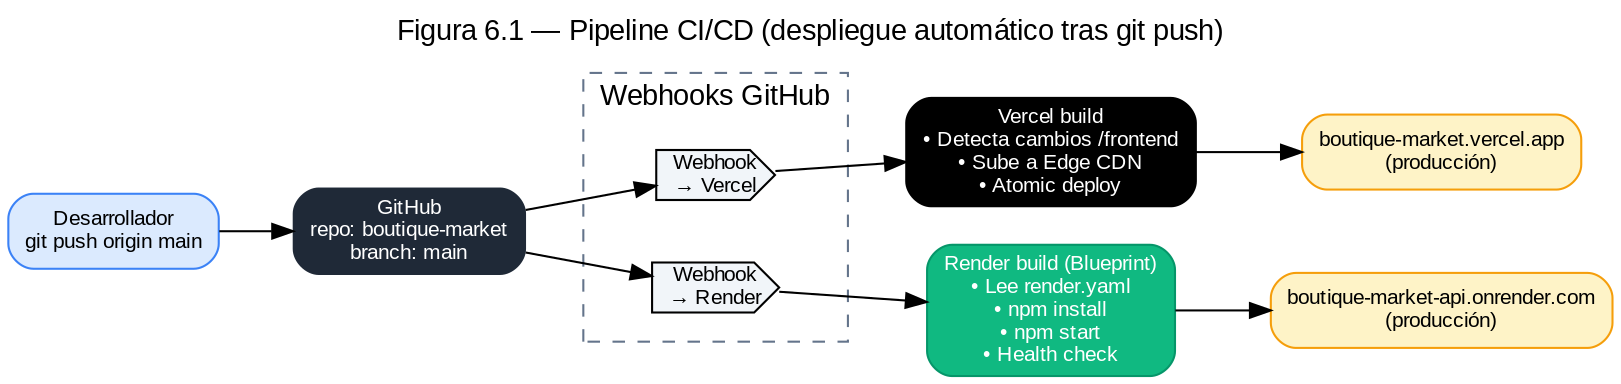 Figura 6.1 — Pipeline CI/CD (despliegue automático tras git push)
Desarrollador
git push origin main
GitHub
repo: boutique-market
branch: main
Webhooks GitHub
Webhook
→ Vercel
Webhook
→ Render
Vercel build
• Detecta cambios /frontend
• Sube a Edge CDN
• Atomic deploy
Render build (Blueprint)
• Lee render.yaml
• npm install
• npm start
• Health check
boutique-market.vercel.app
(producción)
boutique-market-api.onrender.com
(producción)